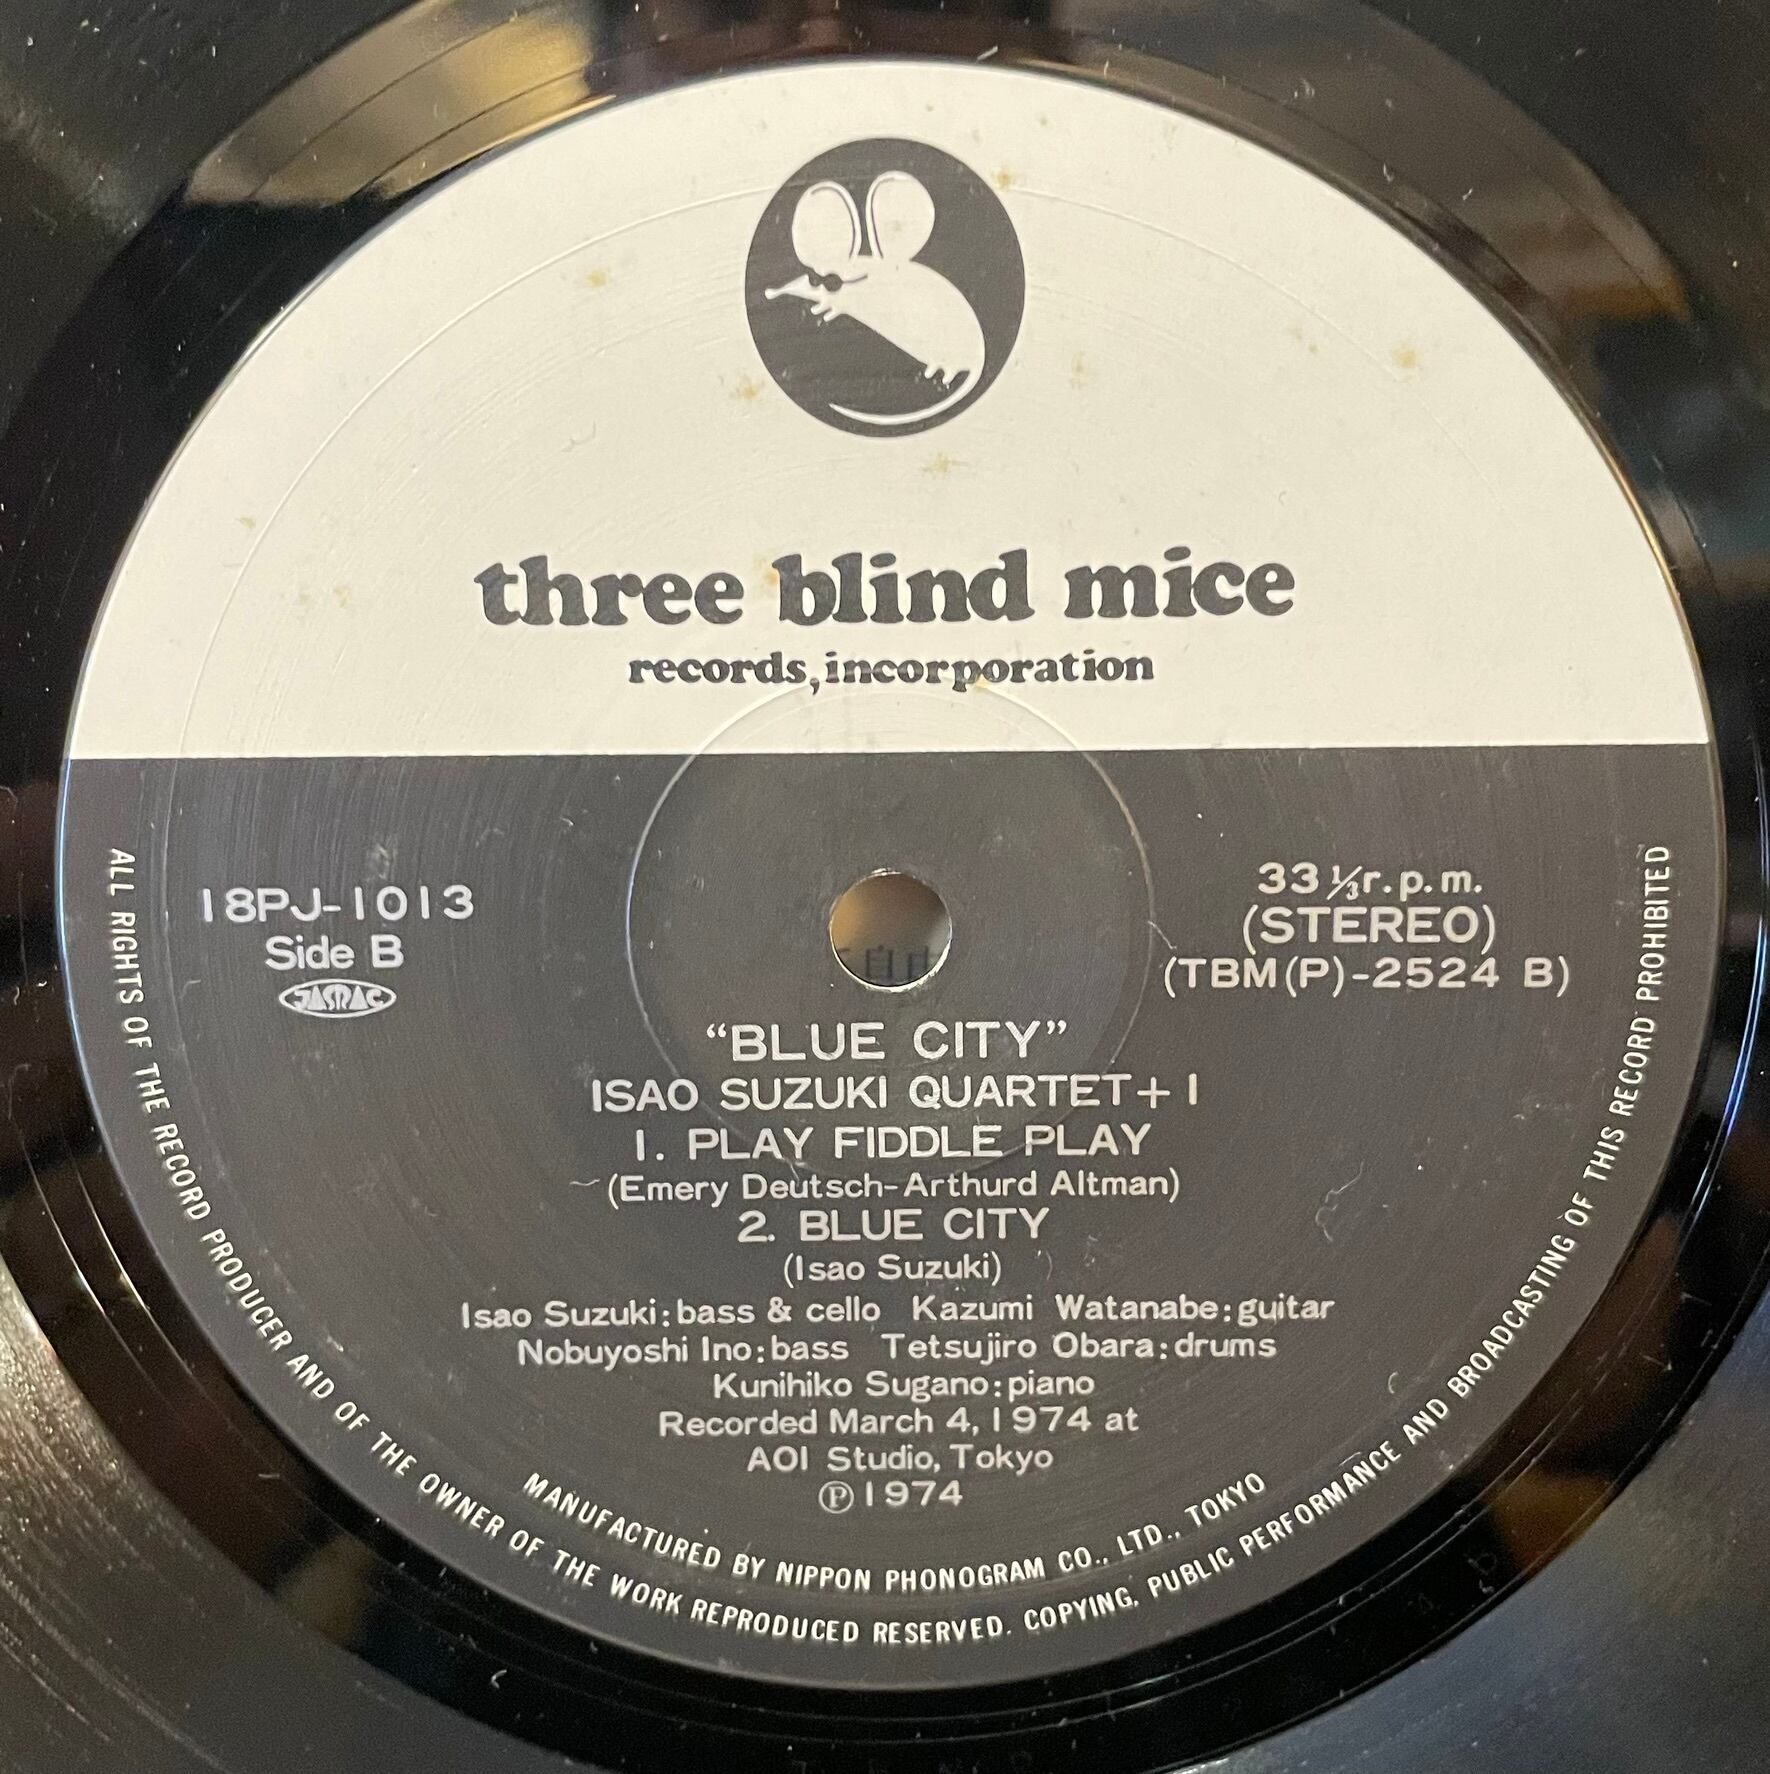 three blind mice
records, incorporation
18PJ-1013
Side B
JASRAC
33 ⅓ r.p.m.
(STEREO)
(TBM(P)-2524 B)
“BLUE CITY”
ISAO SUZUKI QUARTET+1
1. PLAY FIDDLE PLAY
(Emery Deutsch-Arthurd Altman)
2. BLUE CITY
(Isao Suzuki)
Isao Suzuki:bass & cello Kazumi Watanabe:guitar
Nobuyoshi Ino:bass Tetsujiro Obara:drums
Kunihiko Sugano:piano
Recorded March 4, 1974 at
AOI Studio, Tokyo
℗1974
MANUFACTURED BY NIPPON PHONOGRAM CO., LTD., TOKYO
ALL RIGHTS OF THE RECORD PRODUCER AND OF THE OWNER OF THE WORK REPRODUCED RESERVED. COPYING, PUBLIC PERFORMANCE AND BROADCASTING OF THIS RECORD PROHIBITED